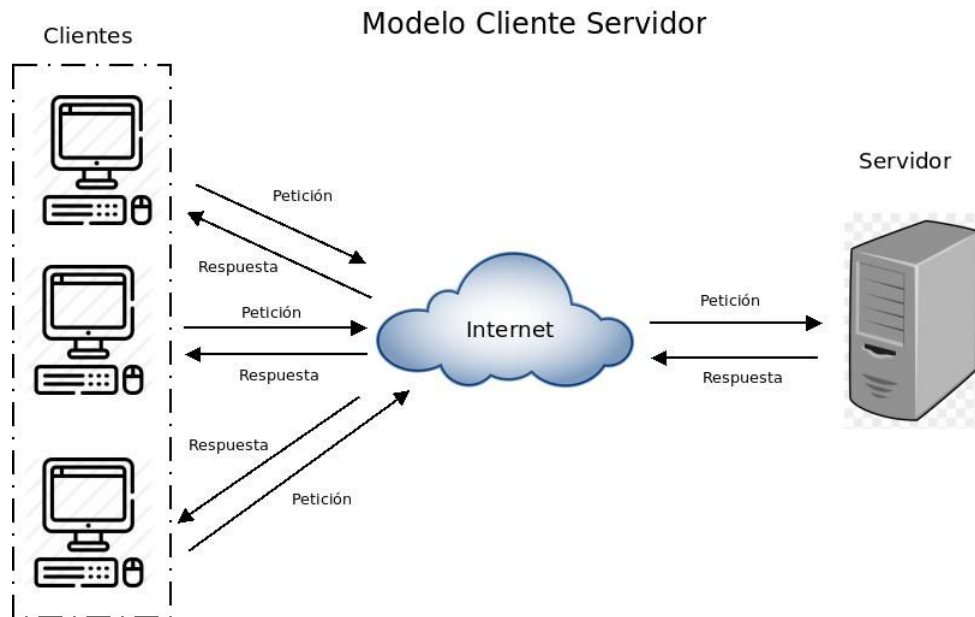 Modelo Cliente Servidor
Clientes
Servidor
Petición
Respuesta
Petición
Respuesta
Respuesta
Petición
Internet
Petición
Respuesta